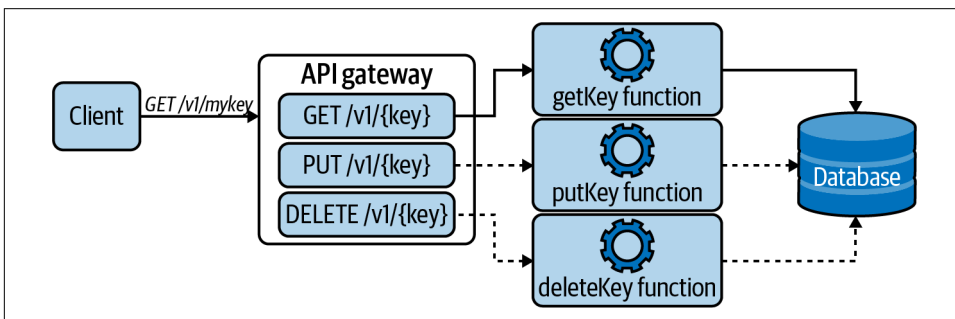 Client
GET /v1/mykey
API gateway
GET /v1/{key}
PUT /v1/{key}
DELETE /v1/{key}
getKey function
putKey function
deleteKey function
Database